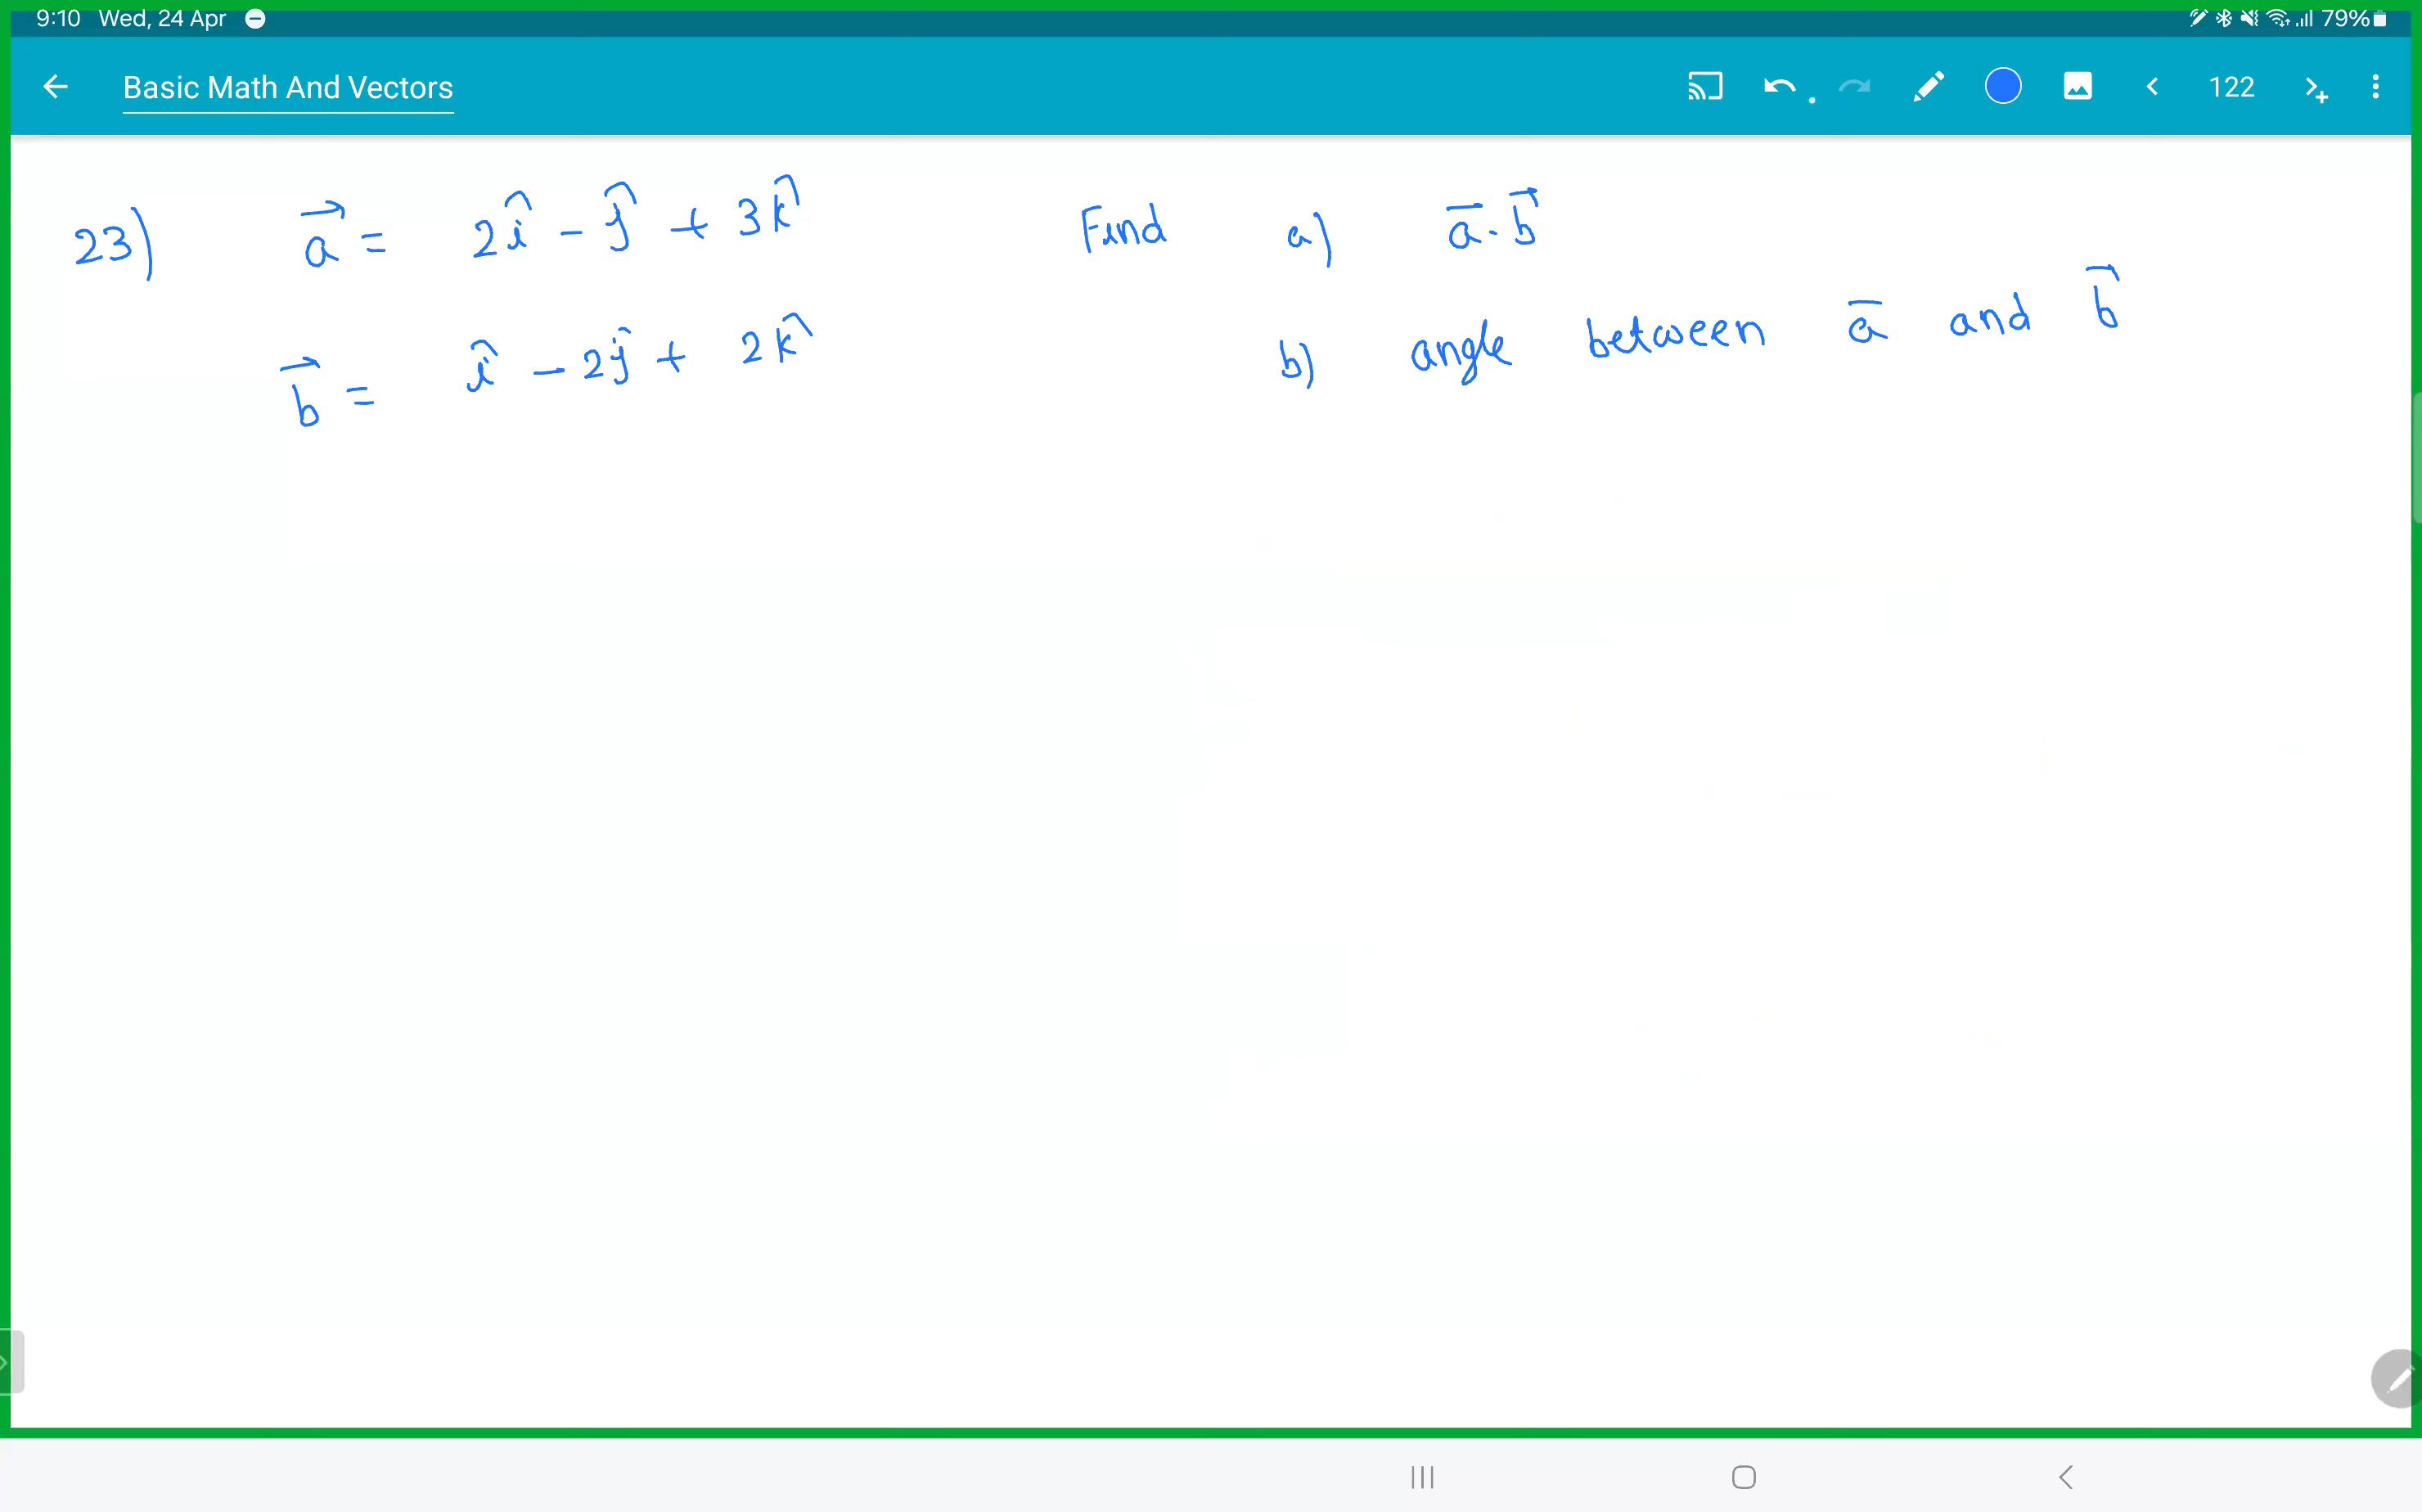 9:10 Wed, 24 Apr 79%
Basic Math And Vectors 122
23) a⃗ = 2î - ĵ + 3k̂ Find a) a⃗.b⃗
b⃗ = î - 2ĵ + 2k̂ b) angle between a⃗ and b⃗